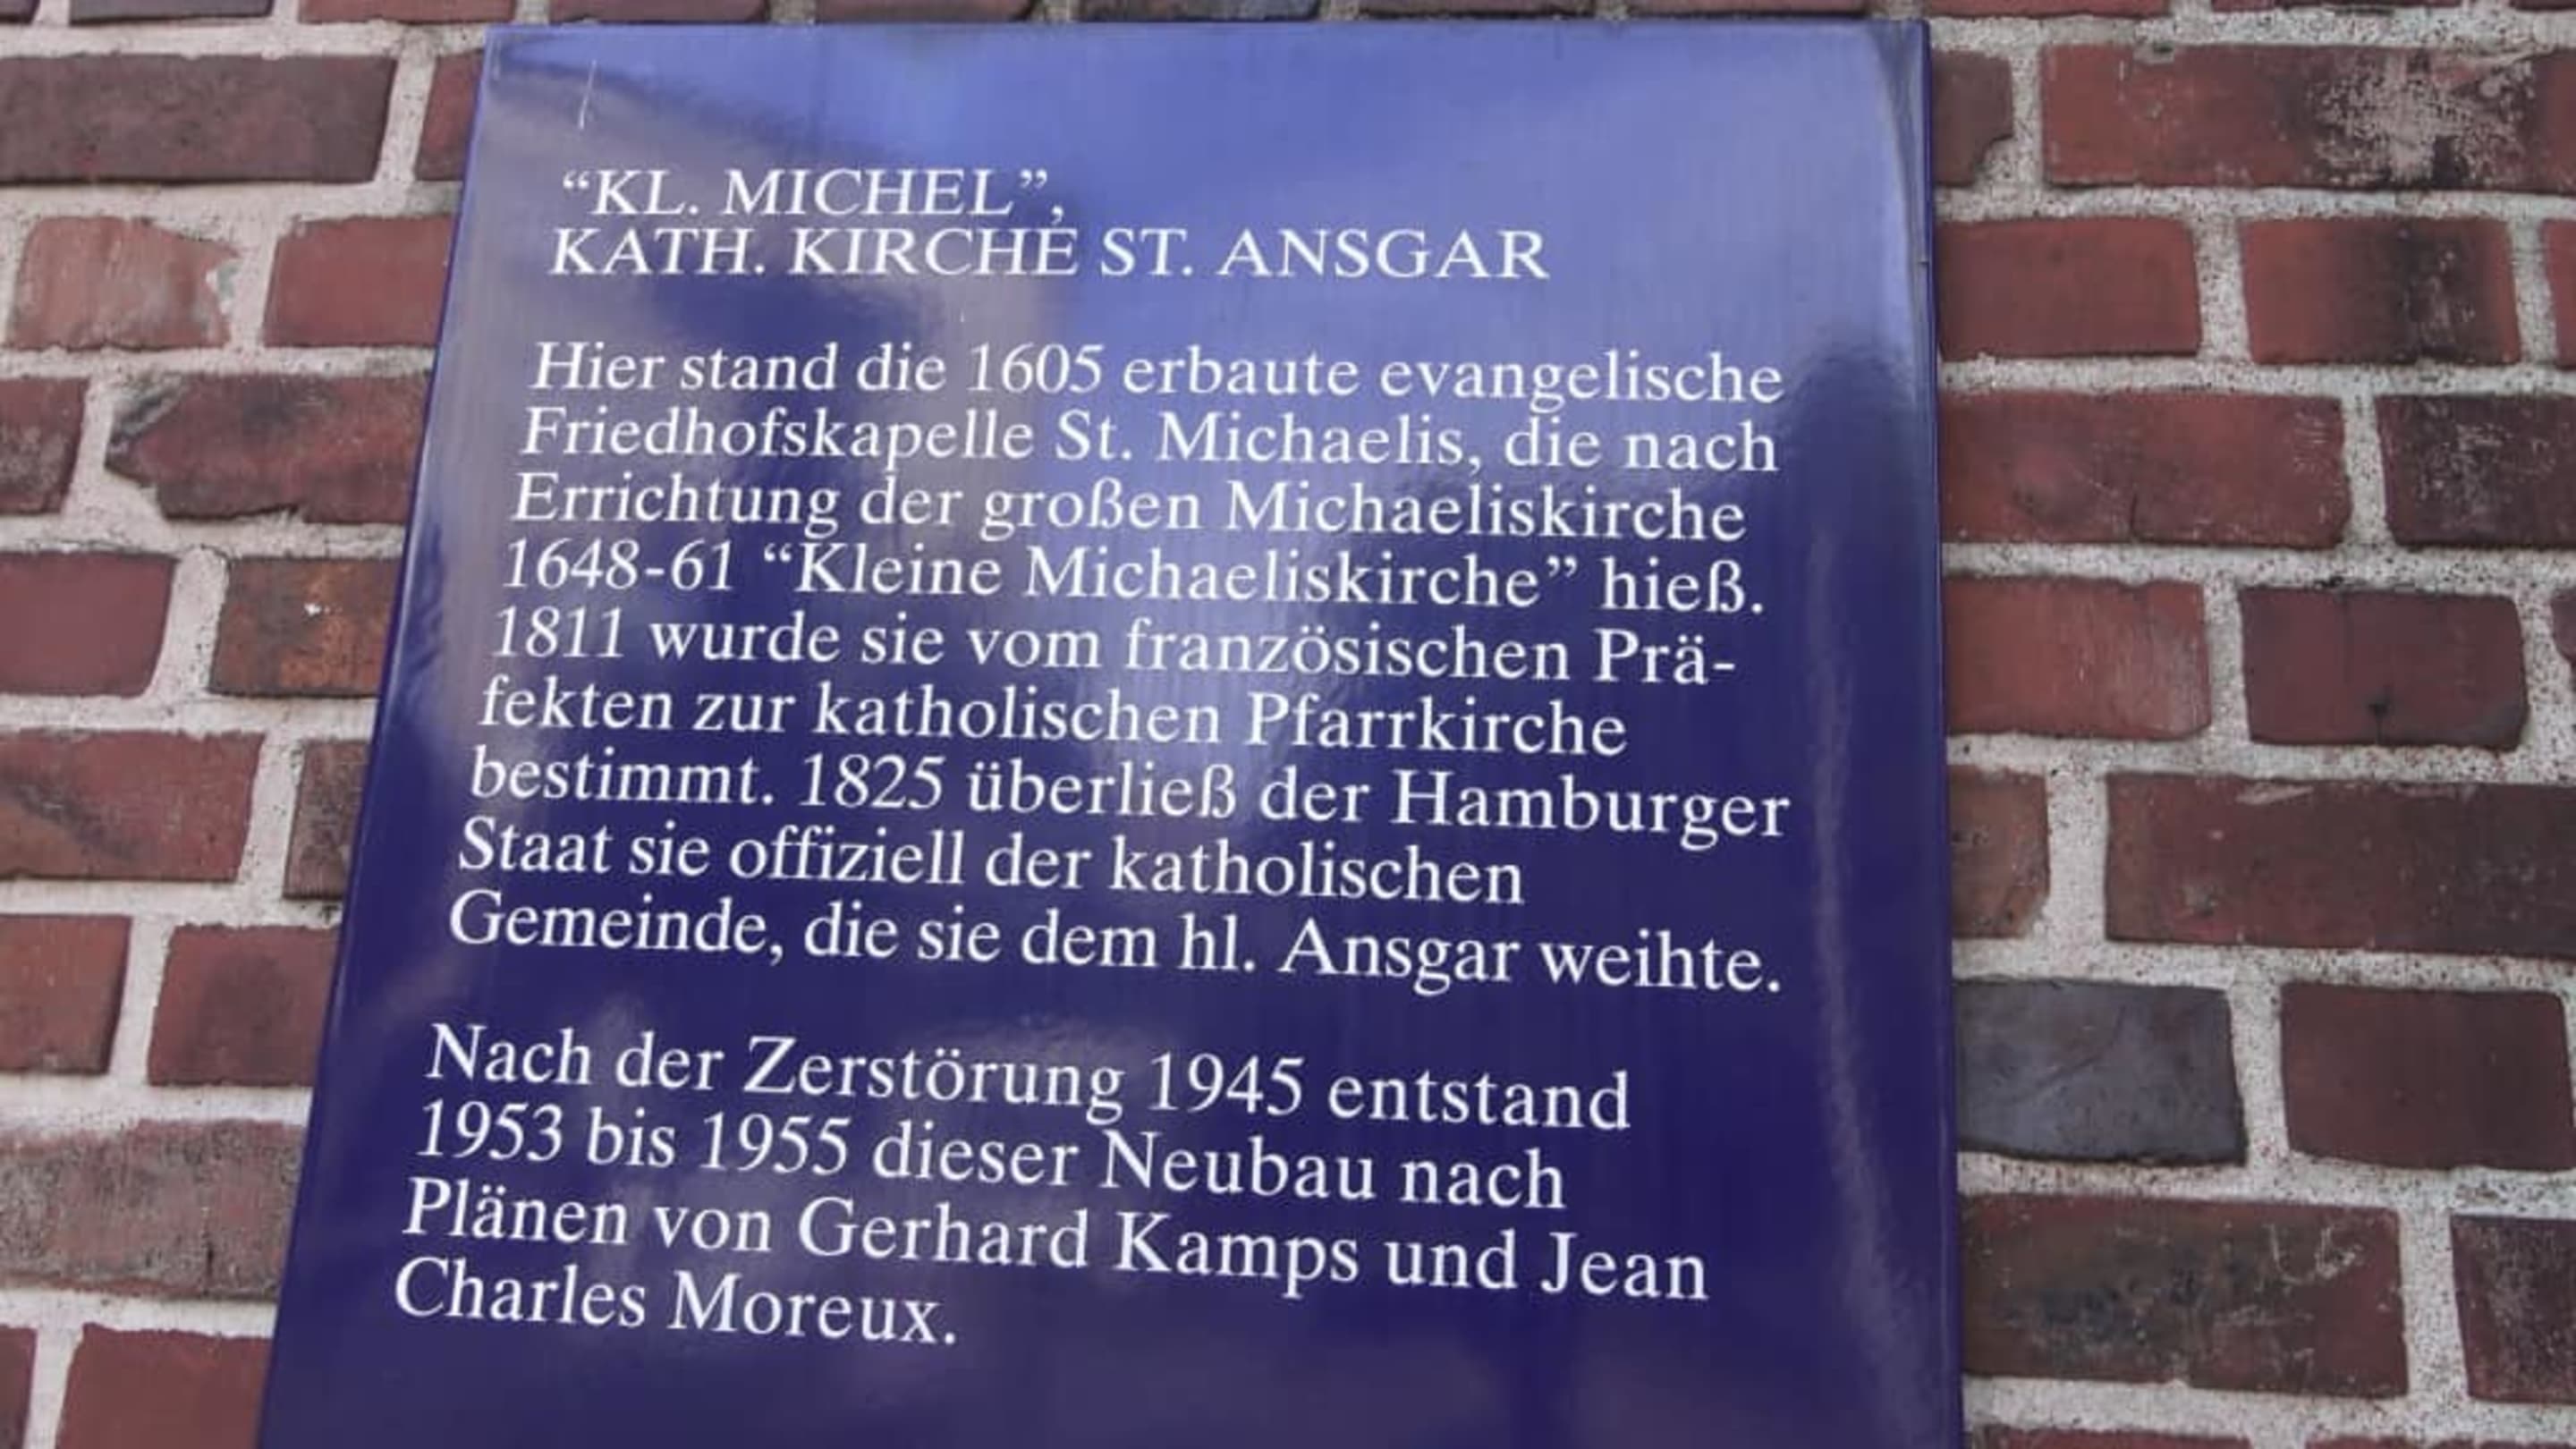 “KL. MICHEL”,
KATH. KIRCHE ST. ANSGAR
Hier stand die 1605 erbaute evangelische
Friedhofskapelle St. Michaelis, die nach
Errichtung der großen Michaeliskirche
1648-61 “Kleine Michaeliskirche” hieß.
1811 wurde sie vom französischen Prä-
fekten zur katholischen Pfarrkirche
bestimmt. 1825 überließ der Hamburger
Staat sie offiziell der katholischen
Gemeinde, die sie dem hl. Ansgar weihte.
Nach der Zerstörung 1945 entstand
1953 bis 1955 dieser Neubau nach
Plänen von Gerhard Kamps und Jean
Charles Moreux.